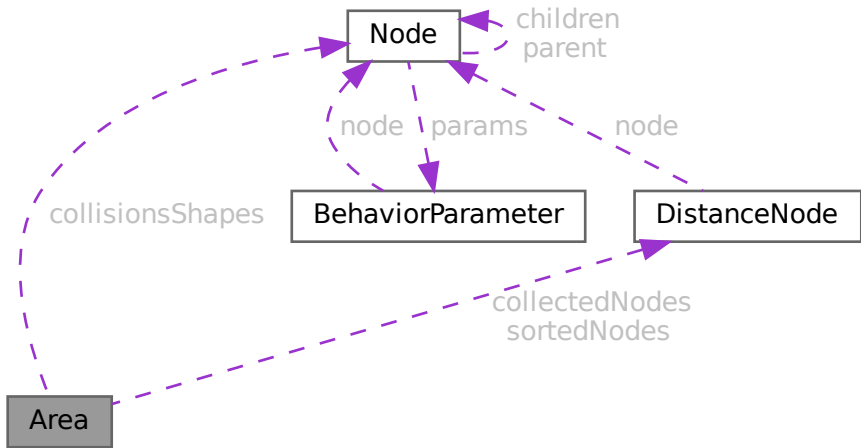 children
Node
parent
node
params
node
collisionsShapes
BehaviorParameter
DistanceNode
collectedNodes
sortedNodes
Area